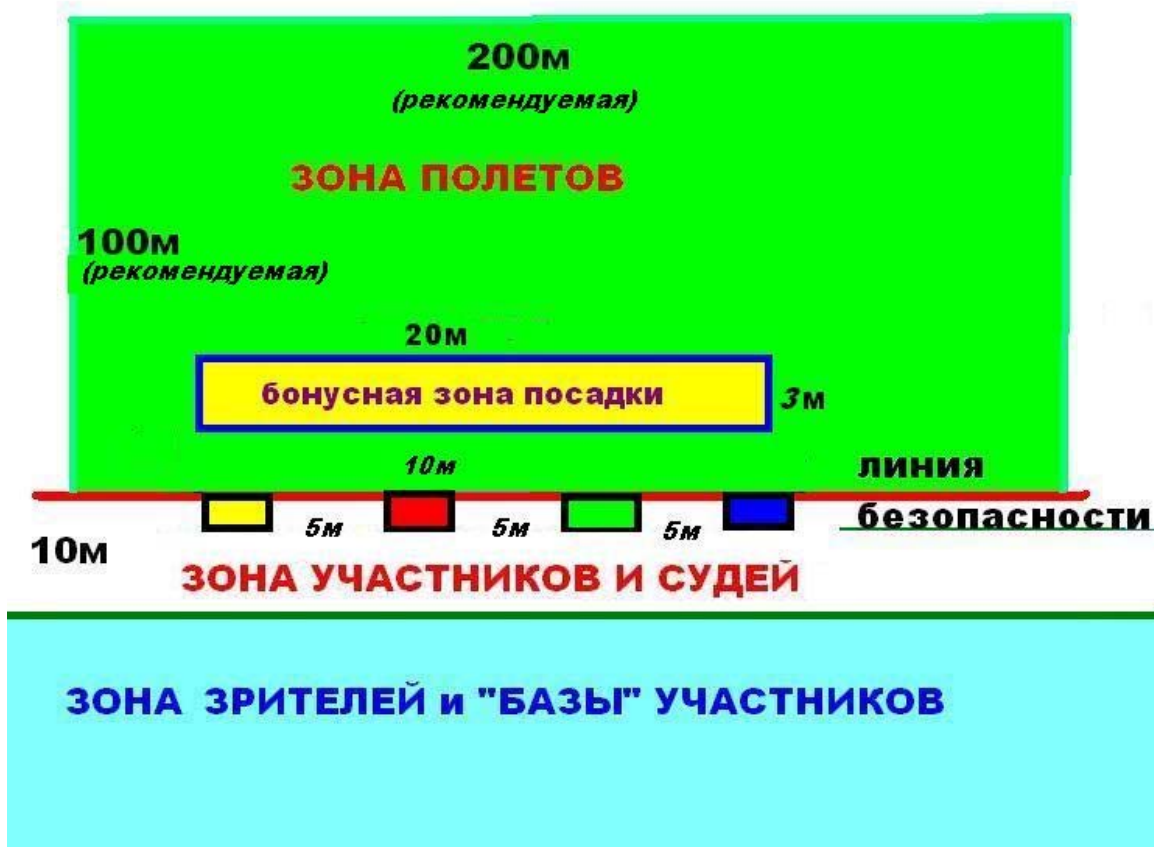 200м
(рекомендуемая)
ЗОНА ПОЛЕТОВ
100м
(рекомендуемая)
20м
бонусная зона посадки
3м
10м
линия
безопасности
5м 5м 5м
10м
ЗОНА УЧАСТНИКОВ И СУДЕЙ
ЗОНА ЗРИТЕЛЕЙ и "БАЗЫ" УЧАСТНИКОВ